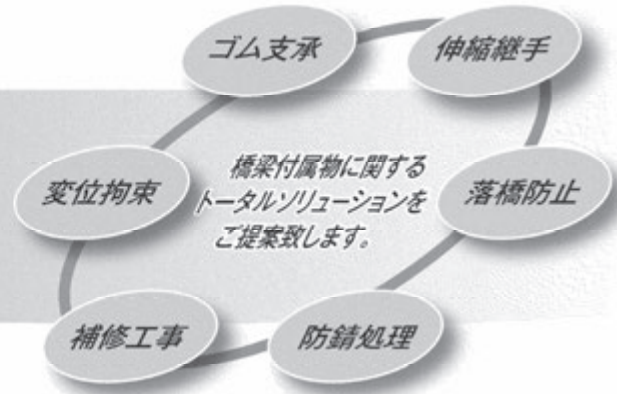 ゴム支承
伸縮継手
変位拘束
橋梁付属物に関する
トータルソリューションを
ご提案致します。
落橋防止
補修工事
防錆処理